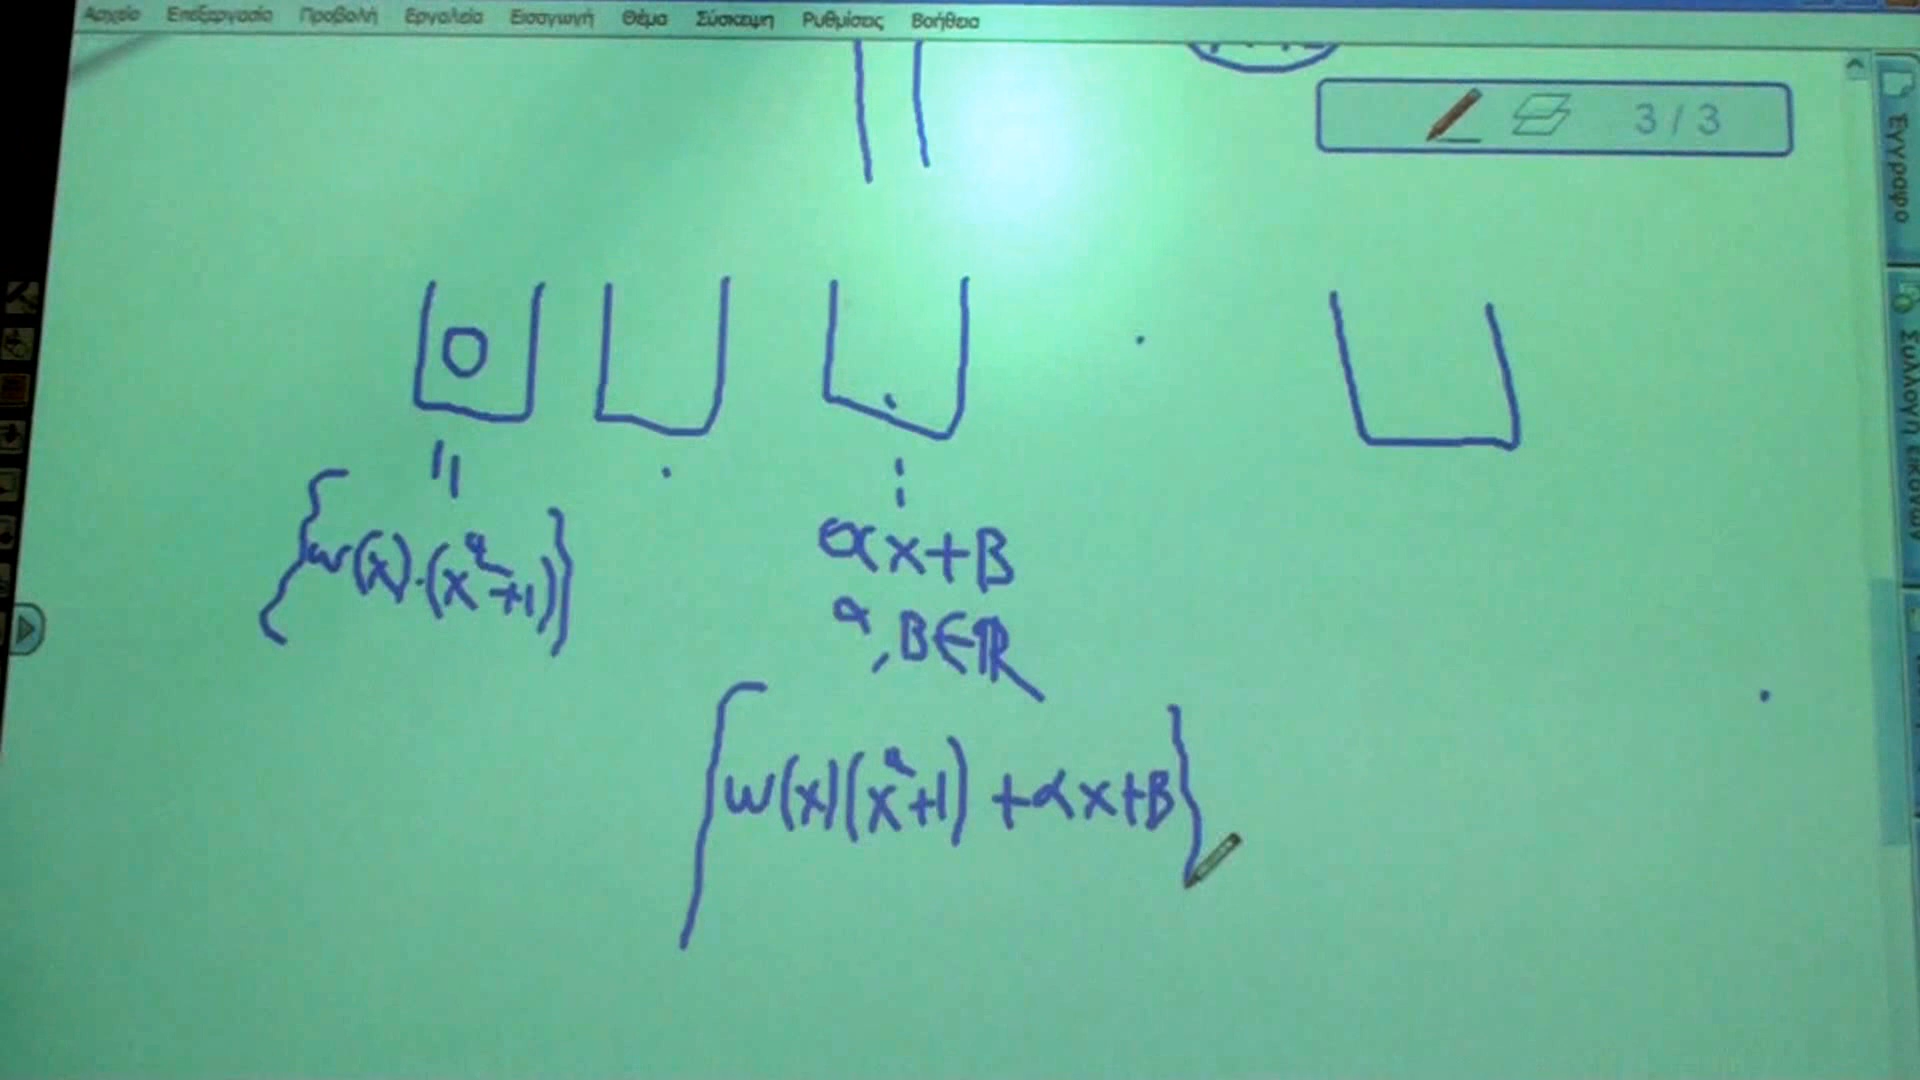 Αρχείο Επεξεργασία Προβολή Εργαλεία Εισαγωγή Θέμα Σύσκεψη Ρυθμίσεις Βοήθεια
3 / 3
Έγγραφο
Συλλογή εικόνων
0
{w(x)·(x²+1)}
αx+β
α, β∈ℝ
{w(x)(x²+1) +αx+β}